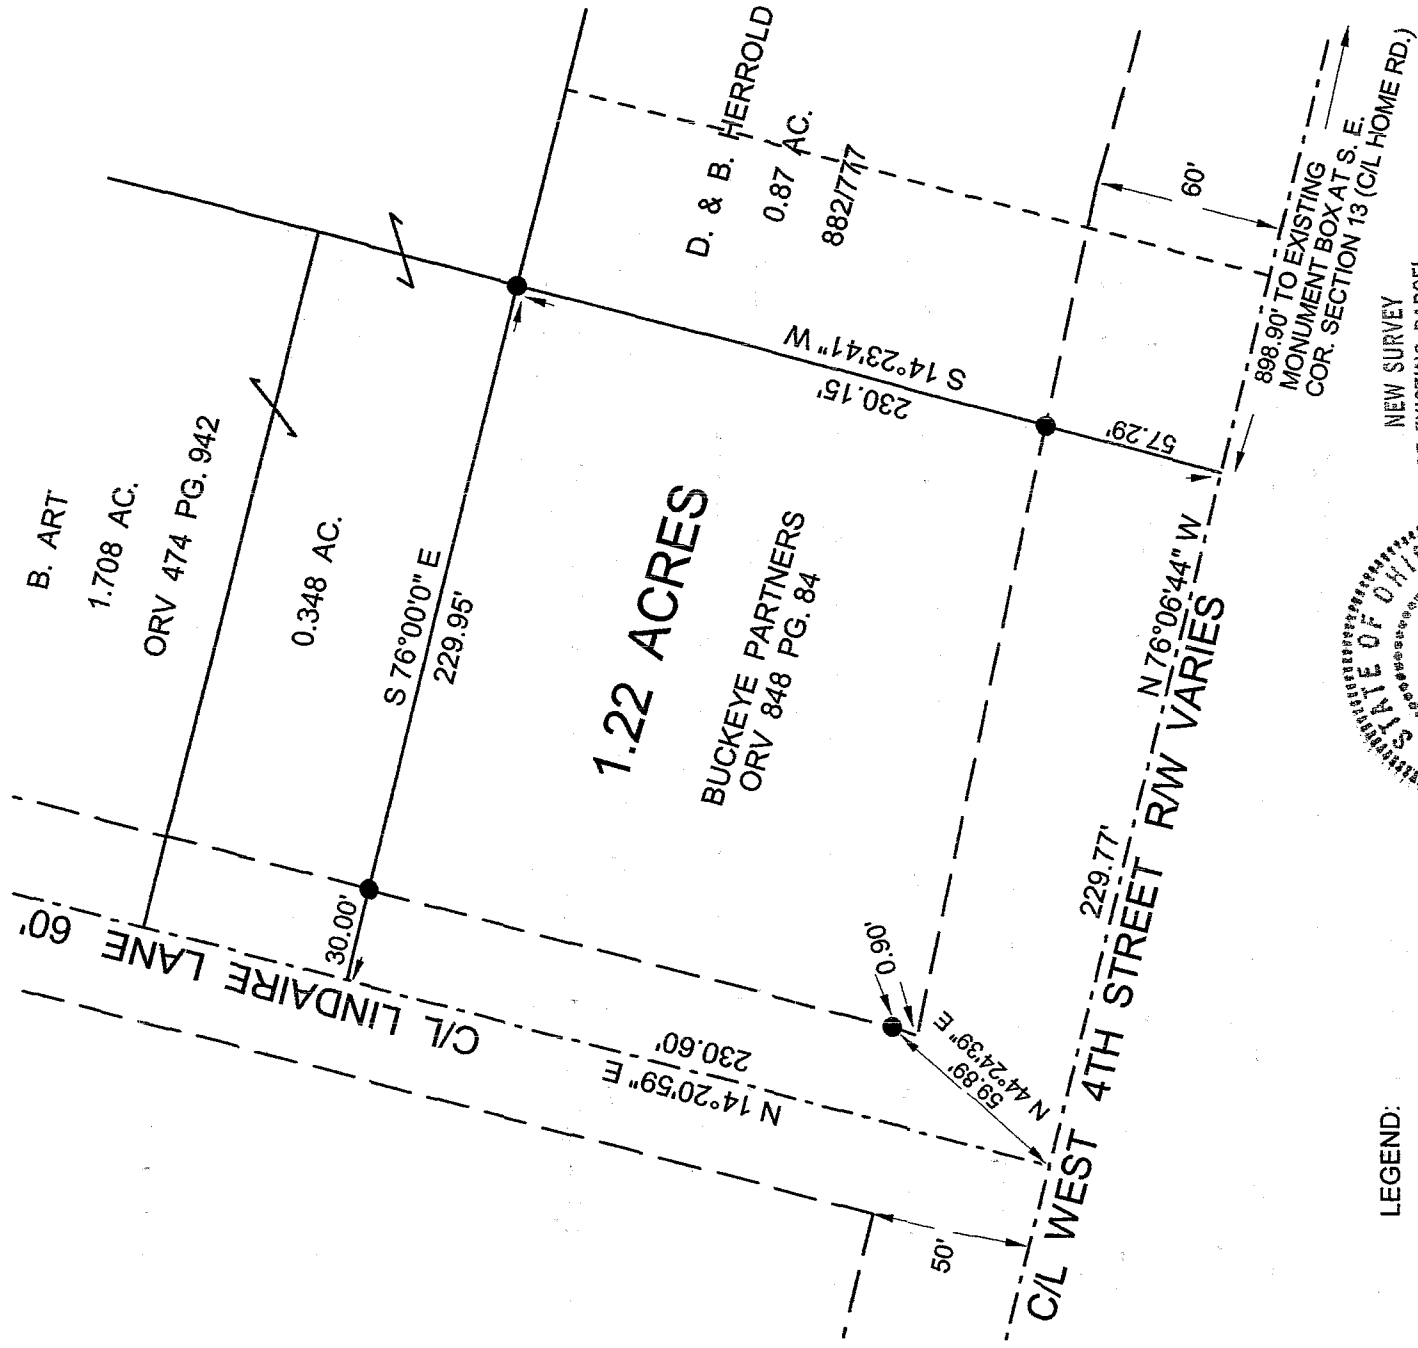 B. ART
1.708 AC.
ORV 474 PG. 942
0.348 AC.
D. & B. HERROLD
0.87 AC.
882/777
S 76°00'0" E
229.95'
30.00'
C/L LINDAIRE LANE 60'
N 14°20'59" E
230.60'
1.22 ACRES
BUCKEYE PARTNERS
ORV 848 PG. 84
S 14°23'41" W
230.15'
57.29'
60'
0.90'
N 44°24'39" E
59.89'
50'
N 76°06'44" W
229.77'
C/L WEST 4TH STREET R/W VARIES
898.90' TO EXISTING
MONUMENT BOX AT S. E.
COR. SECTION 13 (C/L HOME RD.)
NEW SURVEY
STATE OF OHIO
LEGEND: